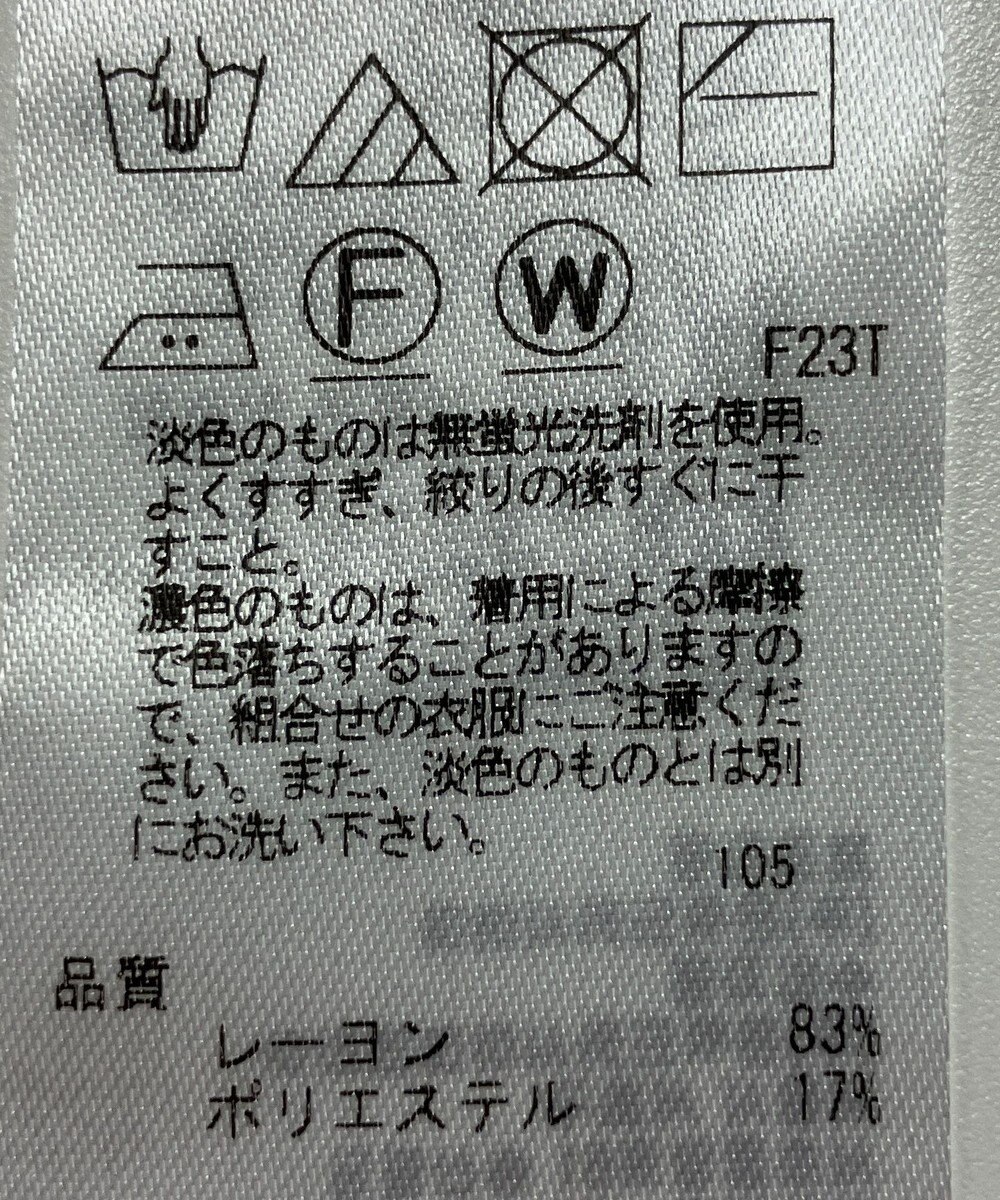 F
W
F23T
淡色のものは無蛍光洗剤を使用。
よくすすぎ、絞りの後すぐに干
すこと。
濃色のものは、着用による摩擦
で色落ちすることがありますの
で、組合せの衣服にご注意くだ
さい。また、淡色のものとは別
にお洗い下さい。
105
品質
レーヨン 83%
ポリエステル 17%